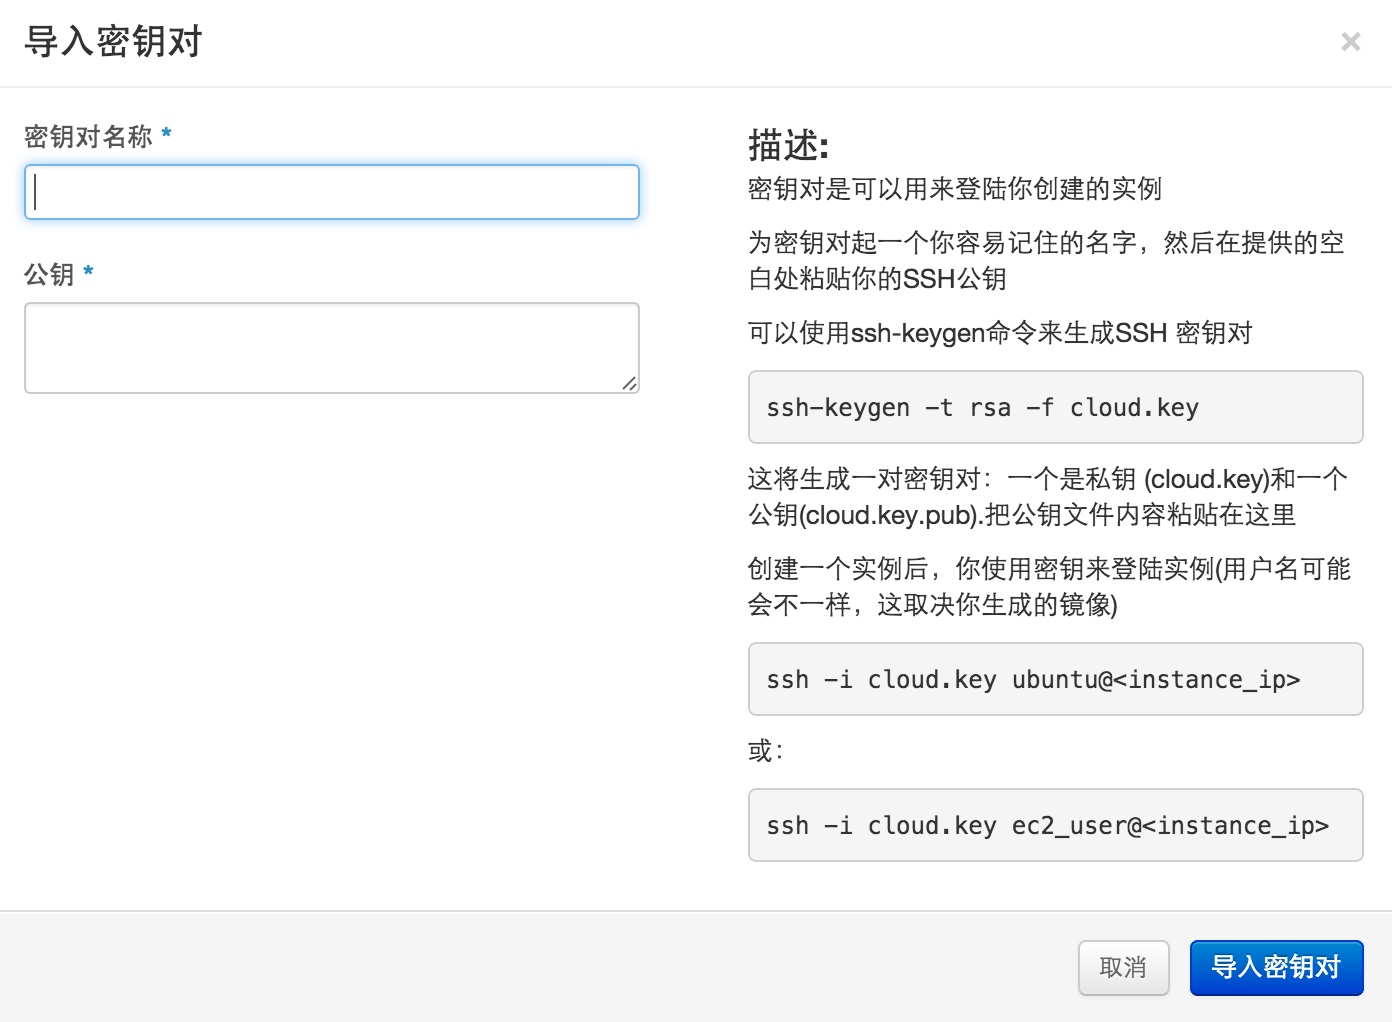 导入密钥对
×
密钥对名称 *
公钥 *
描述:
密钥对是可以用来登陆你创建的实例
为密钥对起一个你容易记住的名字，然后在提供的空
白处粘贴你的SSH公钥
可以使用ssh-keygen命令来生成SSH 密钥对
ssh-keygen -t rsa -f cloud.key
这将生成一对密钥对：一个是私钥 (cloud.key)和一个
公钥(cloud.key.pub).把公钥文件内容粘贴在这里
创建一个实例后，你使用密钥来登陆实例(用户名可能
会不一样，这取决你生成的镜像)
ssh -i cloud.key ubuntu@<instance_ip>
或：
ssh -i cloud.key ec2_user@<instance_ip>
取消
导入密钥对